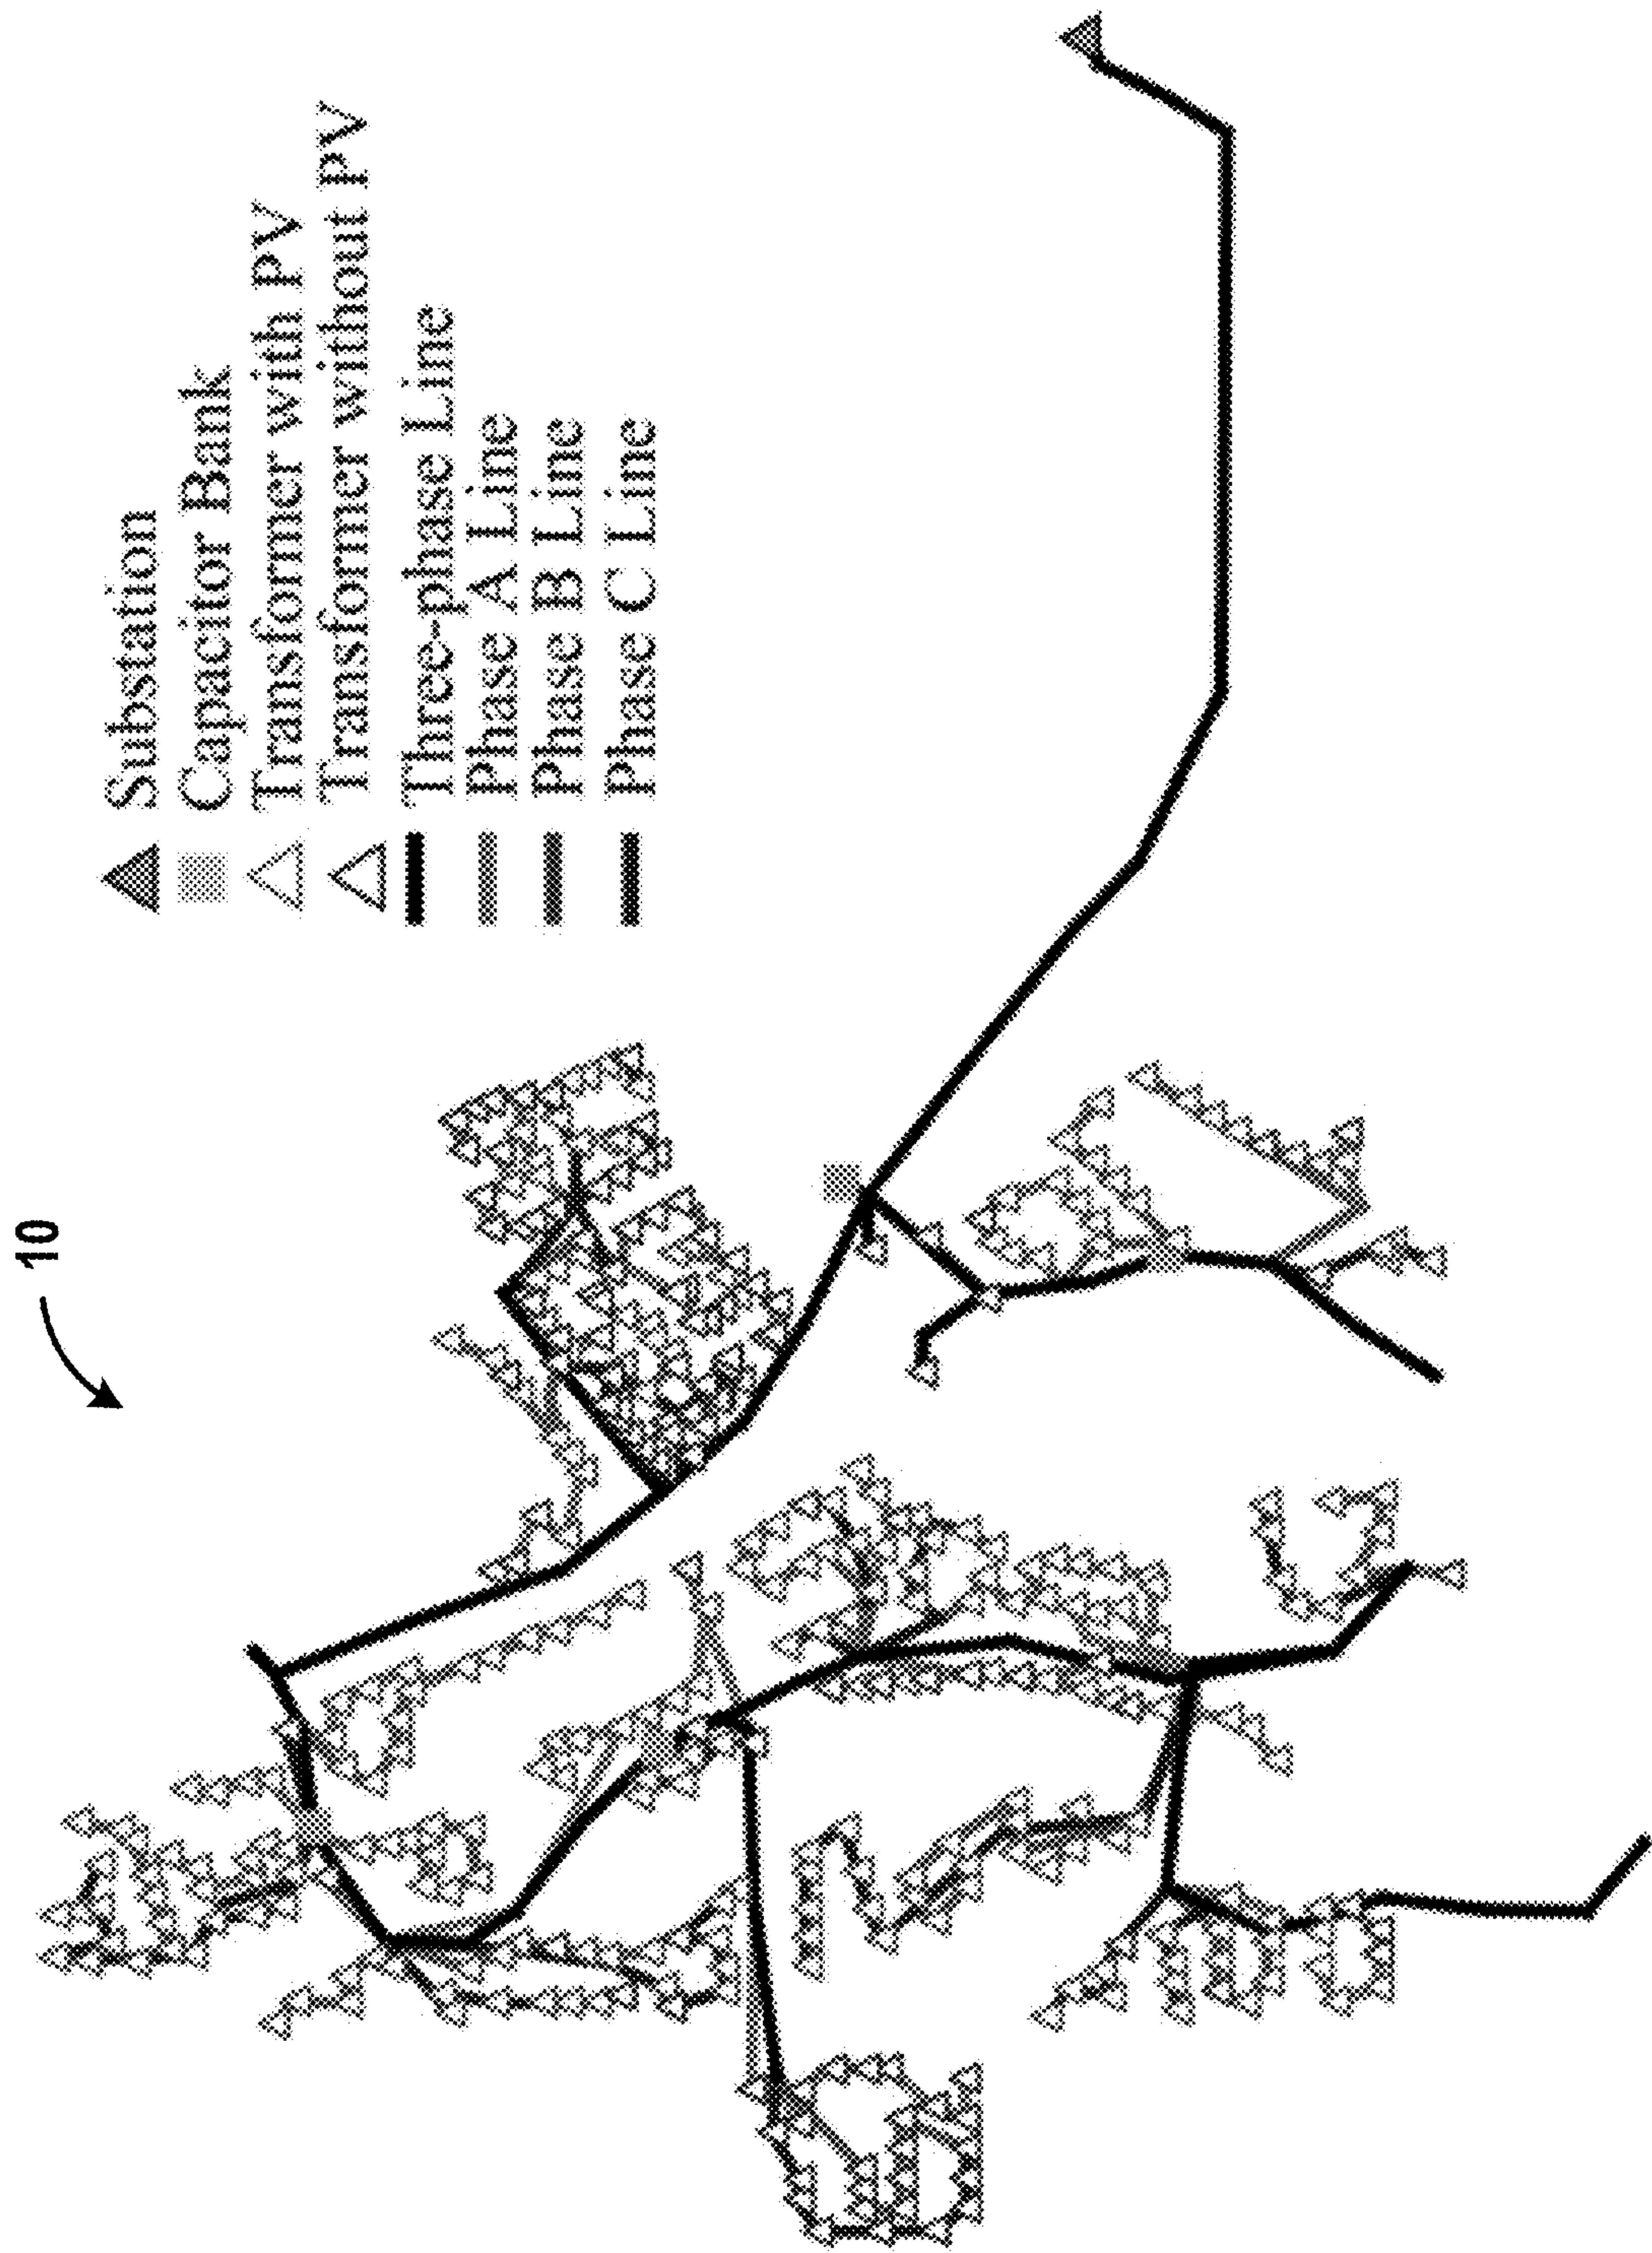 10
Substation
Capacitor Bank
Transformer with PV
Transformer without PV
Three-phase Line
Phase A Line
Phase B Line
Phase C Line